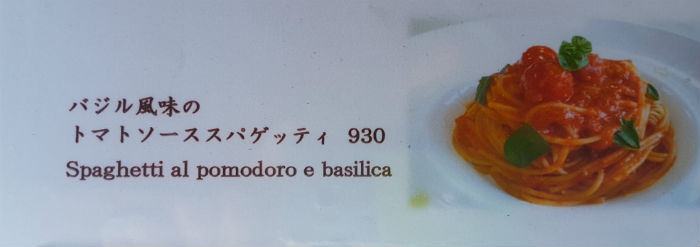 バジル風味の
トマトソーススパゲッティ 930
Spaghetti al pomodoro e basilica